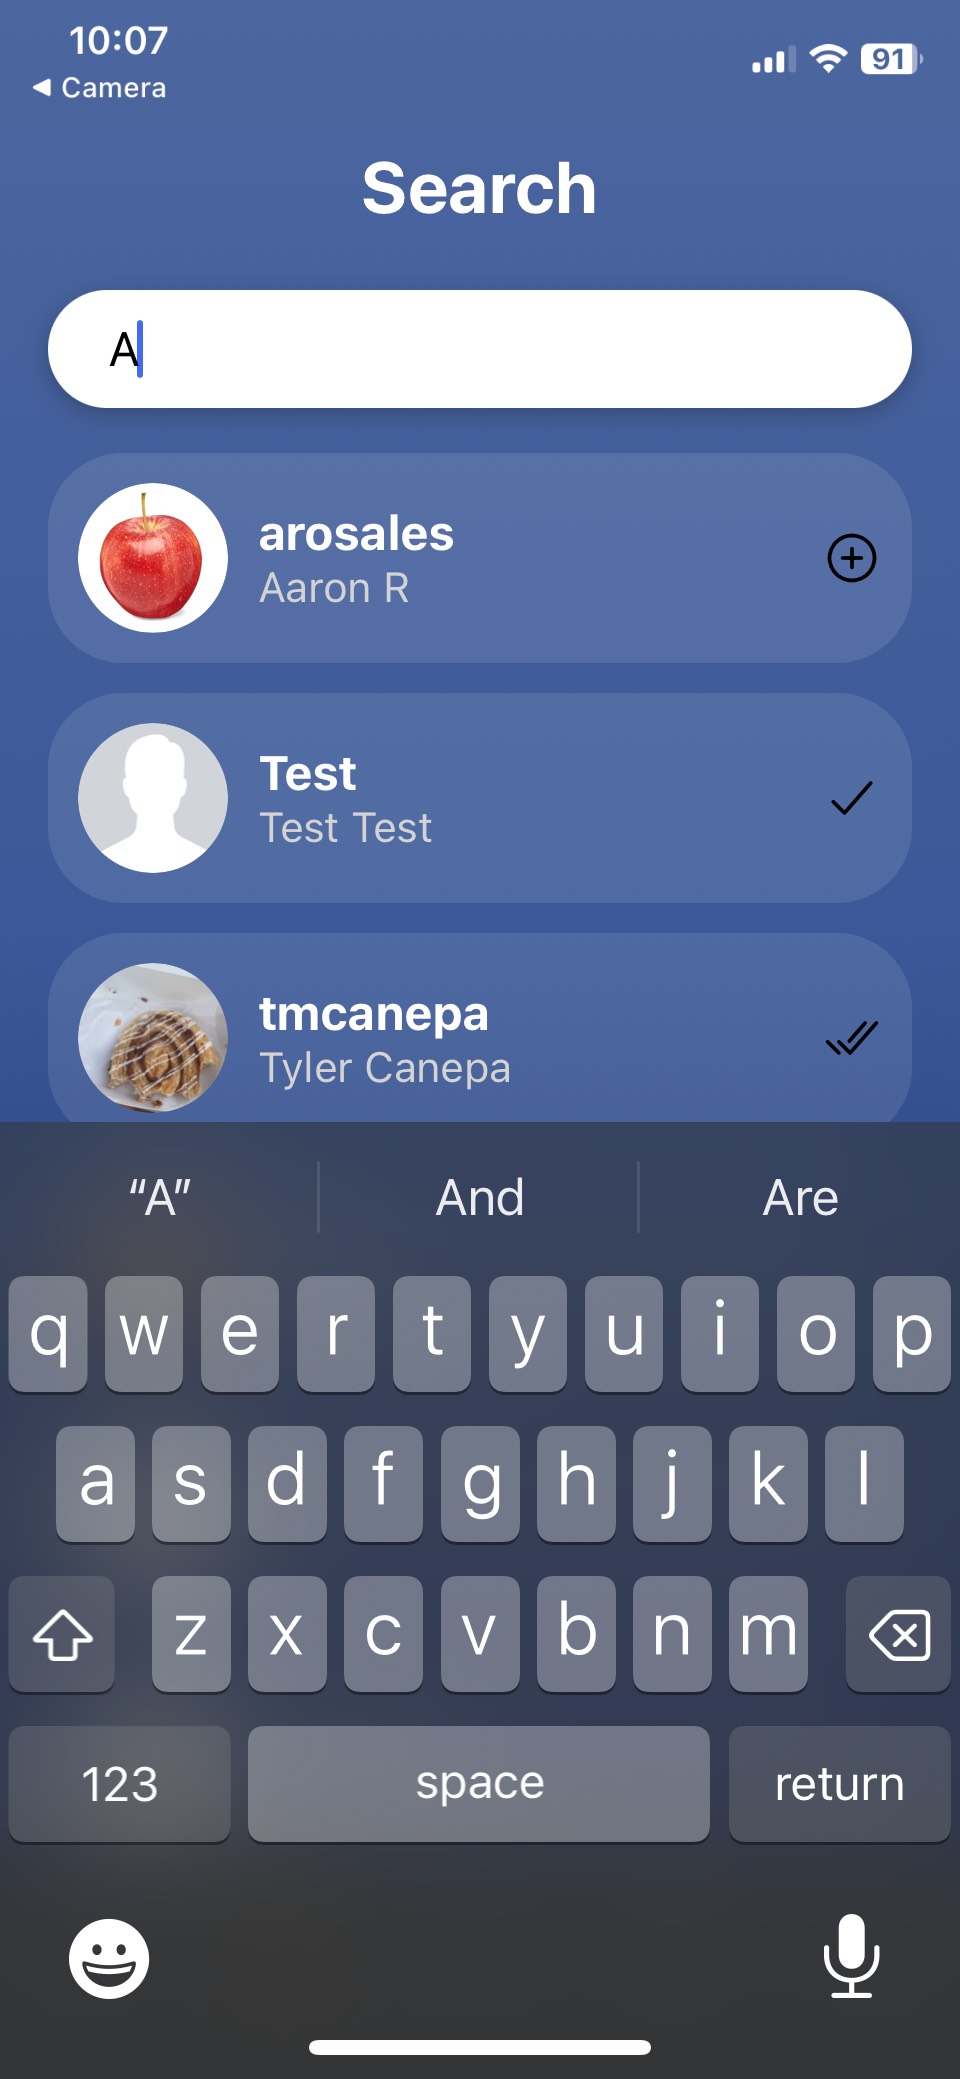 10:07
91
◀ Camera
Search
A
arosales
Aaron R
Test
Test Test
tmcanepa
Tyler Canepa
“A” And Are
q w e r t y u i o p
a s d f g h j k l
z x c v b n m
123 space return